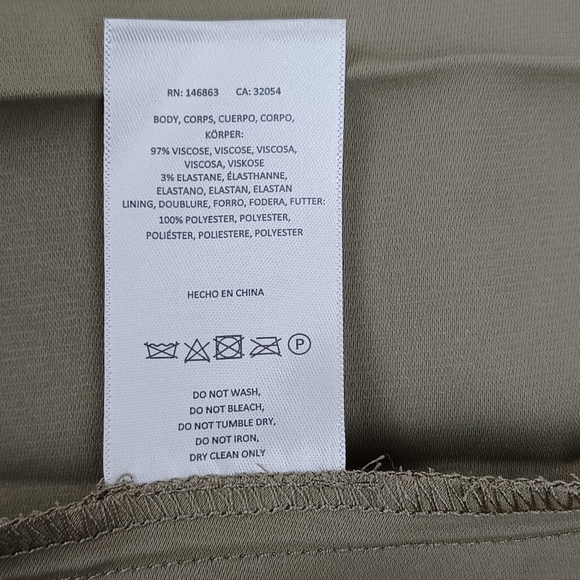 RN: 146863 CA: 32054
BODY, CORPS, CUERPO, CORPO,
KÖRPER:
97% VISCOSE, VISCOSE, VISCOSA,
VISCOSA, VISKOSE
3% ELASTANE, ÉLASTHANNE,
ELASTANO, ELASTAN, ELASTAN
LINING, DOUBLURE, FORRO, FODERA, FUTTER:
100% POLYESTER, POLYESTER,
POLIÉSTER, POLIESTERE, POLYESTER
HECHO EN CHINA
P
DO NOT WASH,
DO NOT BLEACH,
DO NOT TUMBLE DRY,
DO NOT IRON,
DRY CLEAN ONLY